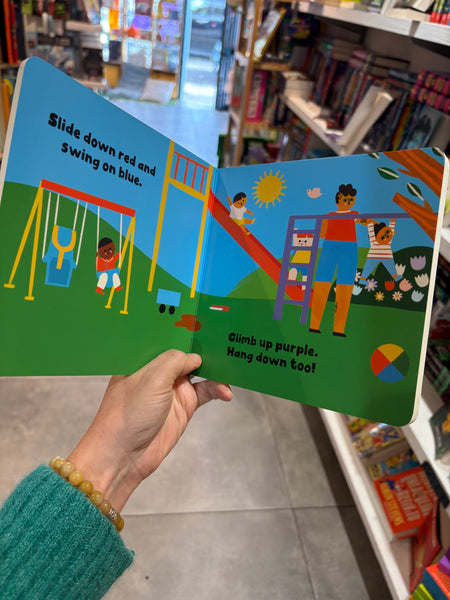 Slide down red and
swing on blue.
Climb up purple.
Hang down too!